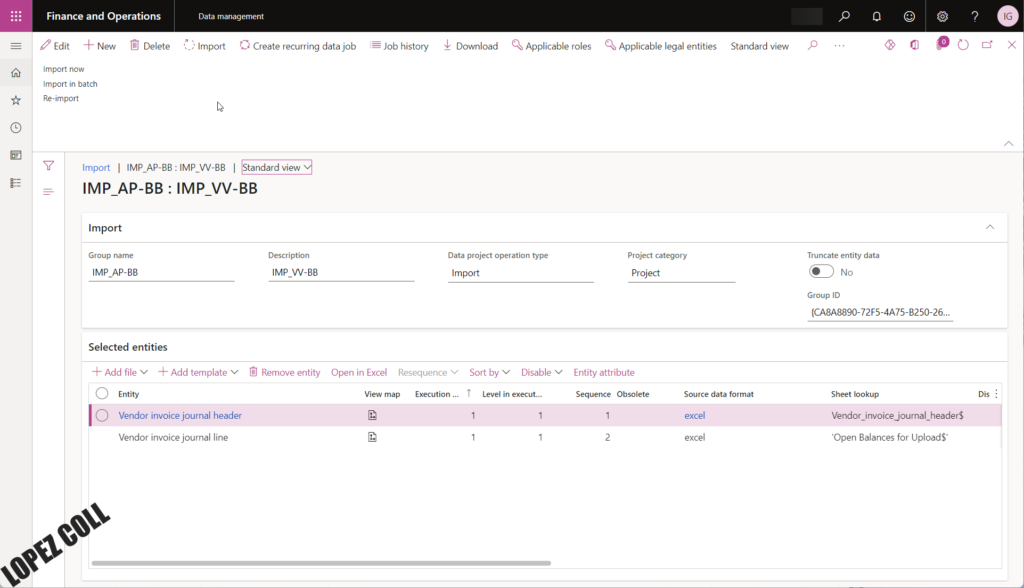 Finance and Operations Data management IG
Edit New Delete Import Create recurring data job Job history Download Applicable roles Applicable legal entities Standard view ... 0
Import now
Import in batch
Re-import
Import | IMP_AP-BB : IMP_VV-BB | Standard view
IMP_AP-BB : IMP_VV-BB
Import
Group name Description Data project operation type Project category Truncate entity data
IMP_AP-BB IMP_VV-BB Import Project No
Group ID
{CA8A8890-72F5-4A75-B250-26...
Selected entities
Add file Add template Remove entity Open in Excel Resequence Sort by Disable Entity attribute
Entity View map Execution ... Level in execut... Sequence Obsolete Source data format Sheet lookup Dis
Vendor invoice journal header 1 1 1 excel Vendor_invoice_journal_header$
Vendor invoice journal line 1 1 2 excel 'Open Balances for Upload$'
LOPEZ COLL